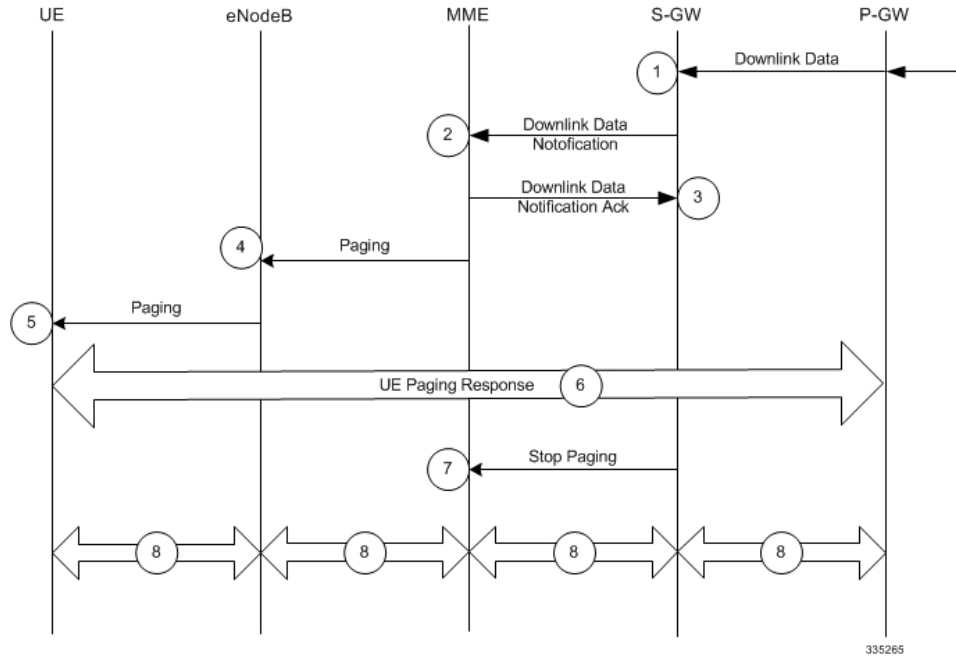 UE
eNodeB
MME
S-GW
P-GW
Downlink Data
1
Downlink Data
Notofication
2
Downlink Data
Notification Ack
3
Paging
4
Paging
5
UE Paging Response
6
Stop Paging
7
8
8
8
8
335265